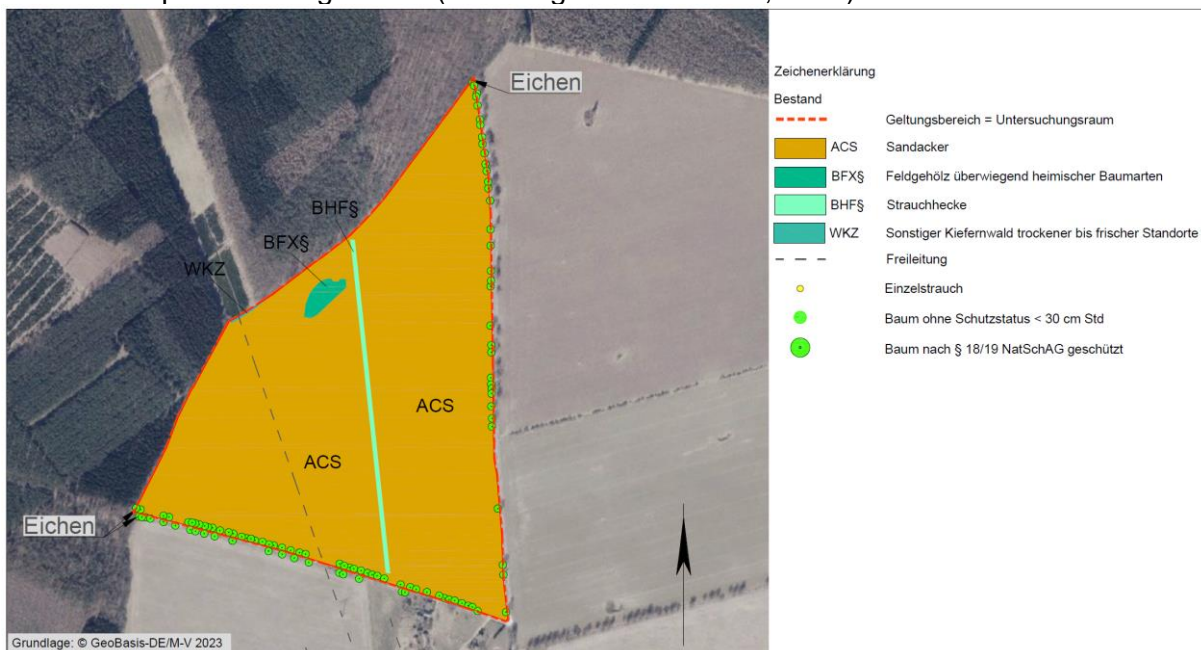 Eichen
BHF§
BFX§
WKZ
ACS
ACS
Eichen
Grundlage: © GeoBasis-DE/M-V 2023
Zeichenerklärung
Bestand
Geltungsbereich = Untersuchungsraum
ACS Sandacker
BFX§ Feldgehölz überwiegend heimischer Baumarten
BHF§ Strauchhecke
WKZ Sonstiger Kiefernwald trockener bis frischer Standorte
Freileitung
Einzelstrauch
Baum ohne Schutzstatus < 30 cm Std
Baum nach § 18/19 NatSchAG geschützt